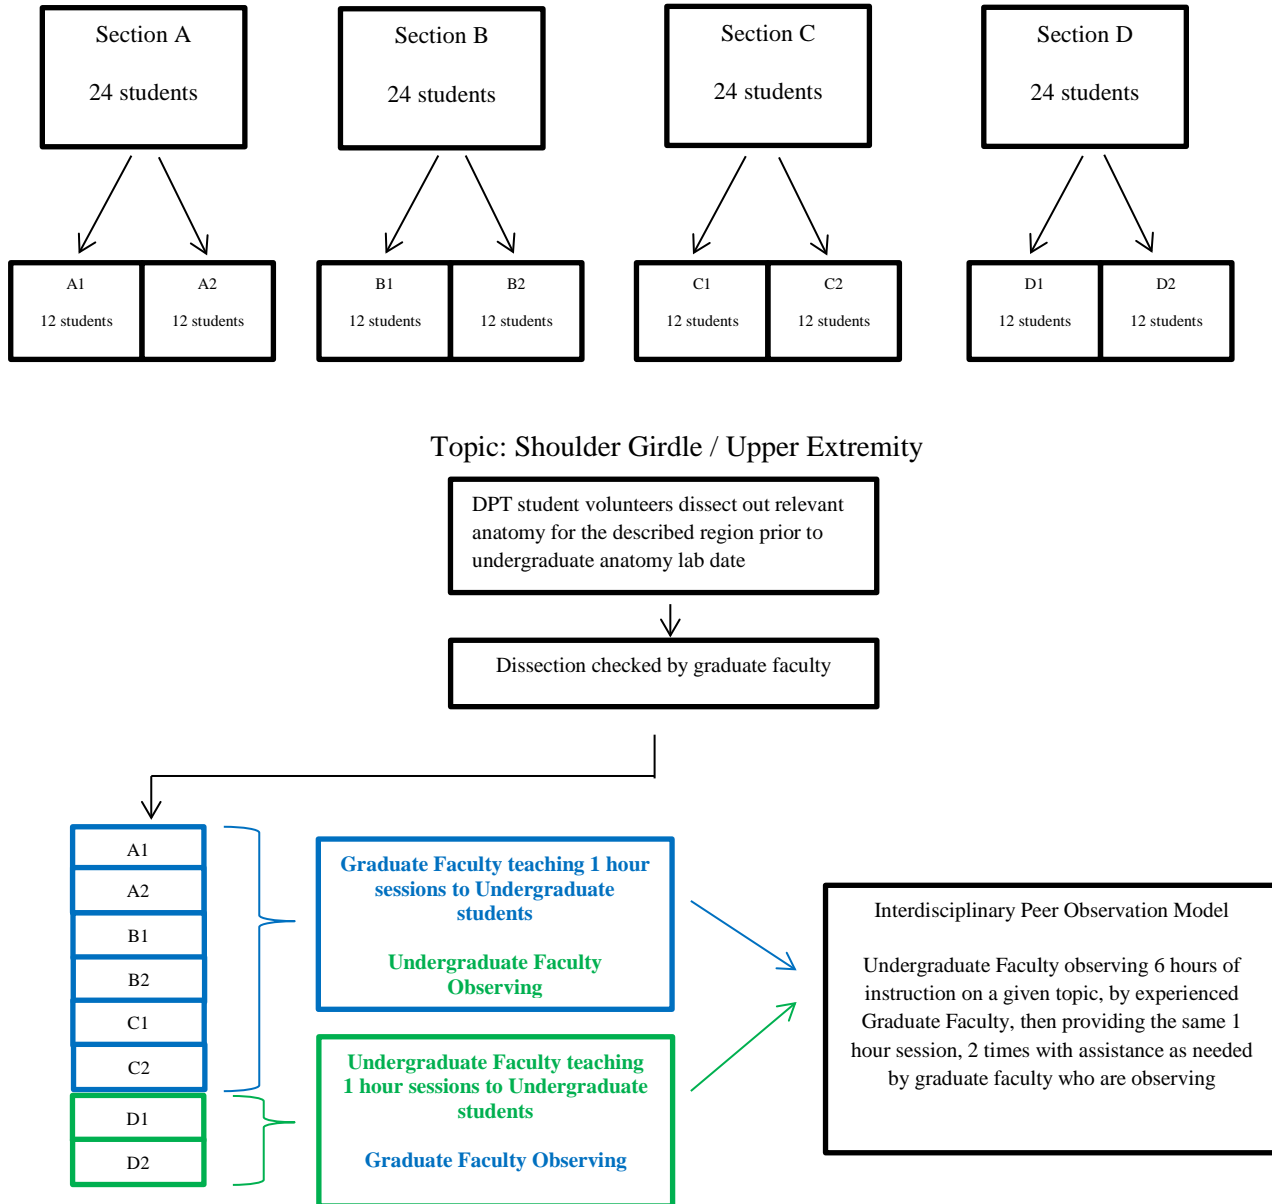 Section A
24 students
Section B
24 students
Section C
24 students
Section D
24 students
A1
12 students
A2
12 students
B1
12 students
B2
12 students
C1
12 students
C2
12 students
D1
12 students
D2
12 students
Topic: Shoulder Girdle / Upper Extremity
DPT student volunteers dissect out relevant
anatomy for the described region prior to
undergraduate anatomy lab date
Dissection checked by graduate faculty
A1
A2
B1
B2
C1
C2
D1
D2
Graduate Faculty teaching 1 hour
sessions to Undergraduate
students
Undergraduate Faculty
Observing
Undergraduate Faculty teaching
1 hour sessions to Undergraduate
students
Graduate Faculty Observing
Interdisciplinary Peer Observation Model
Undergraduate Faculty observing 6 hours of
instruction on a given topic, by experienced
Graduate Faculty, then providing the same 1
hour session, 2 times with assistance as needed
by graduate faculty who are observing